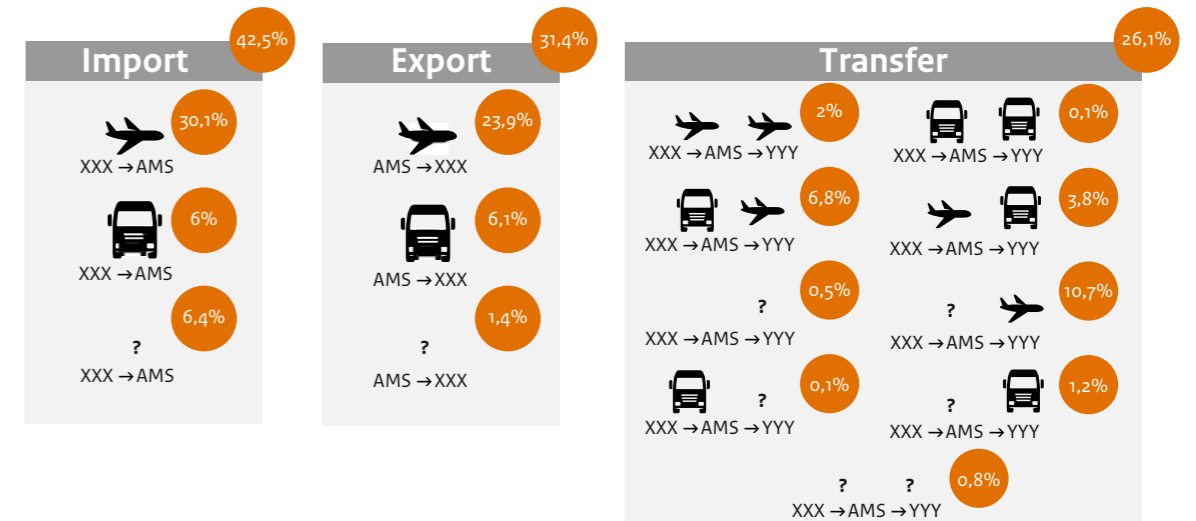 Import
42,5%
30,1%
XXX →AMS
6%
XXX →AMS
6,4%
?
XXX →AMS
Export
31,4%
23,9%
AMS →XXX
6,1%
AMS →XXX
1,4%
?
AMS →XXX
Transfer
26,1%
2%
XXX →AMS →YYY
0,1%
XXX →AMS →YYY
6,8%
XXX →AMS →YYY
3,8%
XXX →AMS →YYY
0,5%
?
XXX →AMS →YYY
10,7%
?
XXX →AMS →YYY
0,1%
?
XXX →AMS →YYY
1,2%
?
XXX →AMS →YYY
0,8%
? ?
XXX →AMS →YYY